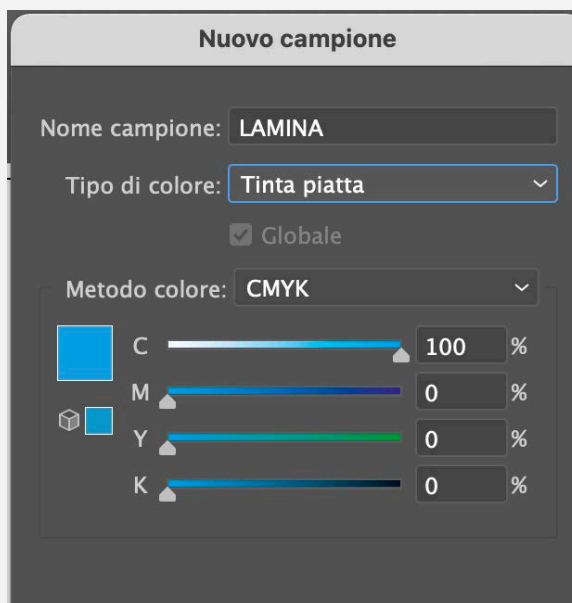 Nuovo campione
Nome campione: LAMINA
Tipo di colore: Tinta piatta
Globale
Metodo colore: CMYK
C 100 %
M 0 %
Y 0 %
K 0 %